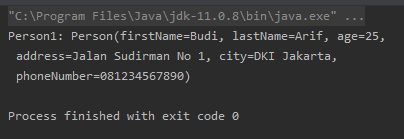 "C:\Program Files\Java\jdk-11.0.8\bin\java.exe" ...
Person1: Person(firstName=Budi, lastName=Arif, age=25,
address=Jalan Sudirman No 1, city=DKI Jakarta,
phoneNumber=081234567890)
Process finished with exit code 0